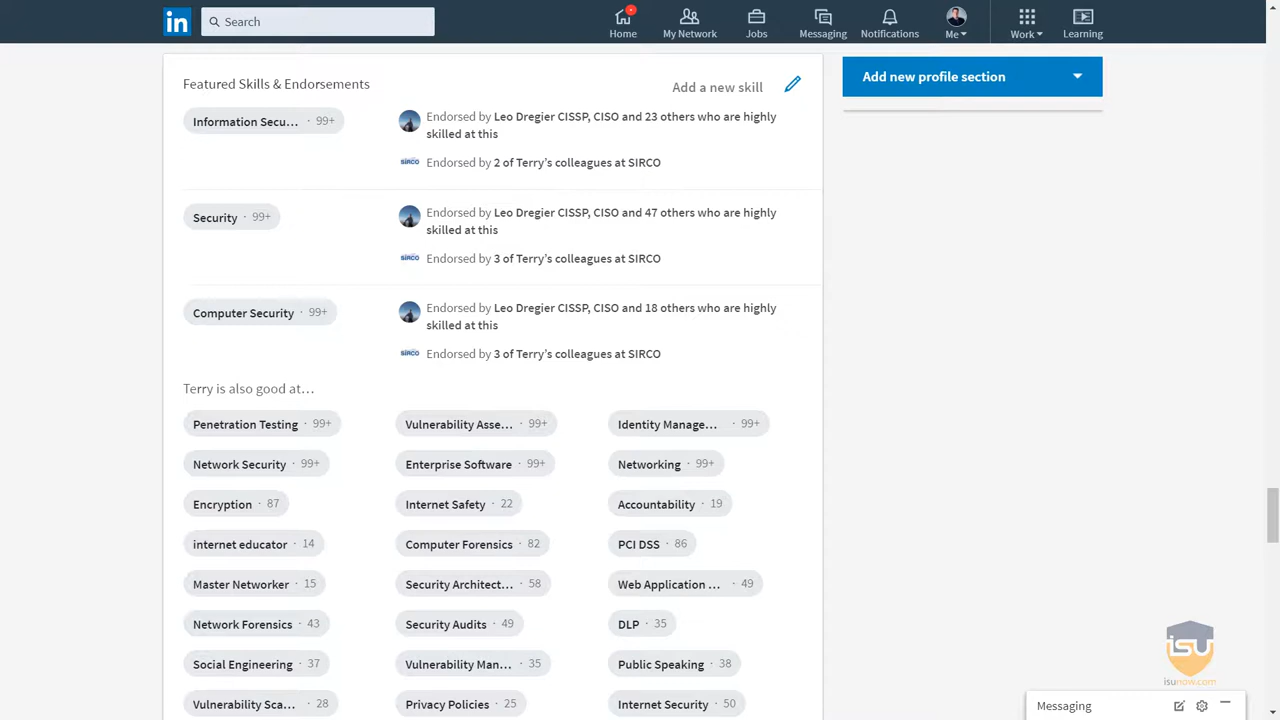 in
Search
Home
My Network
Jobs
Messaging
Notifications
Me
Work
Learning
Featured Skills & Endorsements
Add a new skill
Add new profile section
Information Secu... · 99+
Endorsed by Leo Dregier CISSP, CISO and 23 others who are highly
skilled at this
SIRCO
Endorsed by 2 of Terry's colleagues at SIRCO
Security · 99+
Endorsed by Leo Dregier CISSP, CISO and 47 others who are highly
skilled at this
SIRCO
Endorsed by 3 of Terry's colleagues at SIRCO
Computer Security · 99+
Endorsed by Leo Dregier CISSP, CISO and 18 others who are highly
skilled at this
SIRCO
Endorsed by 3 of Terry's colleagues at SIRCO
Terry is also good at…
Penetration Testing · 99+
Vulnerability Asse... · 99+
Identity Manage... · 99+
Network Security · 99+
Enterprise Software · 99+
Networking · 99+
Encryption · 87
Internet Safety · 22
Accountability · 19
internet educator · 14
Computer Forensics · 82
PCI DSS · 86
Master Networker · 15
Security Architect... · 58
Web Application ... · 49
Network Forensics · 43
Security Audits · 49
DLP · 35
Social Engineering · 37
Vulnerability Man... · 35
Public Speaking · 38
Vulnerability Sca... · 28
Privacy Policies · 25
Internet Security · 50
isu
isunow.com
Messaging